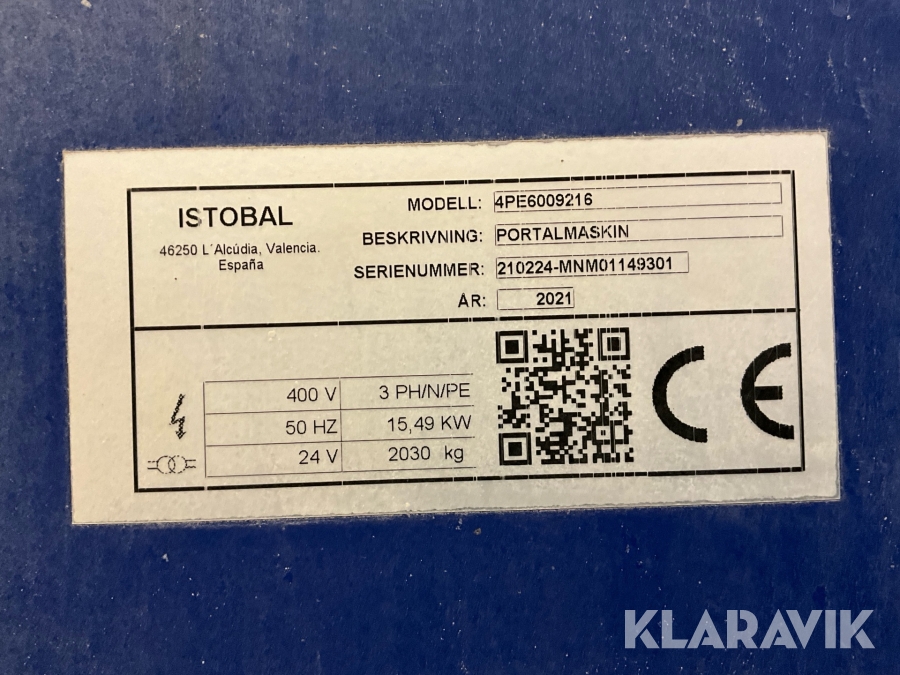 ISTOBAL
46250 L´Alcúdia, Valencia.
España
MODELL: 4PE6009216
BESKRIVNING: PORTALMASKIN
SERIENUMMER: 210224-MNM01149301
ÅR: 2021
400 V 3 PH/N/PE
50 HZ 15,49 KW
24 V 2030 kg
CE
KLARAVIK